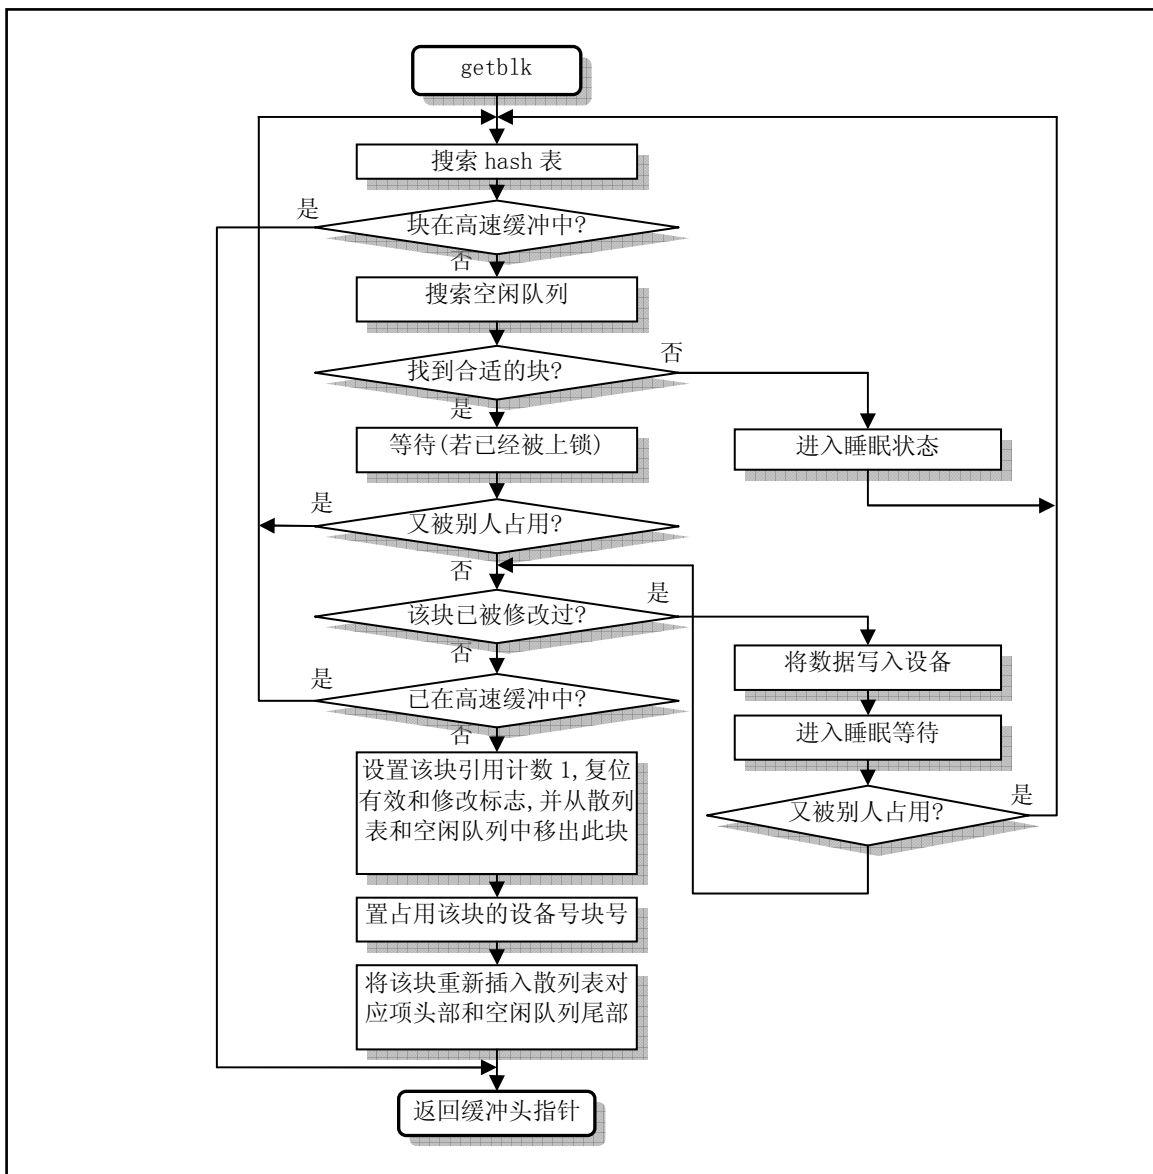 getblk
搜索 hash 表
是
块在高速缓冲中?
否
搜索空闲队列
否
找到合适的块?
是
等待(若已经被上锁)
进入睡眠状态
是
又被别人占用?
否
是
该块已被修改过?
否
将数据写入设备
是
已在高速缓冲中?
进入睡眠等待
否
设置该块引用计数 1,复位
有效和修改标志,并从散列
表和空闲队列中移出此块
是
又被别人占用?
置占用该块的设备号块号
将该块重新插入散列表对
应项头部和空闲队列尾部
返回缓冲头指针